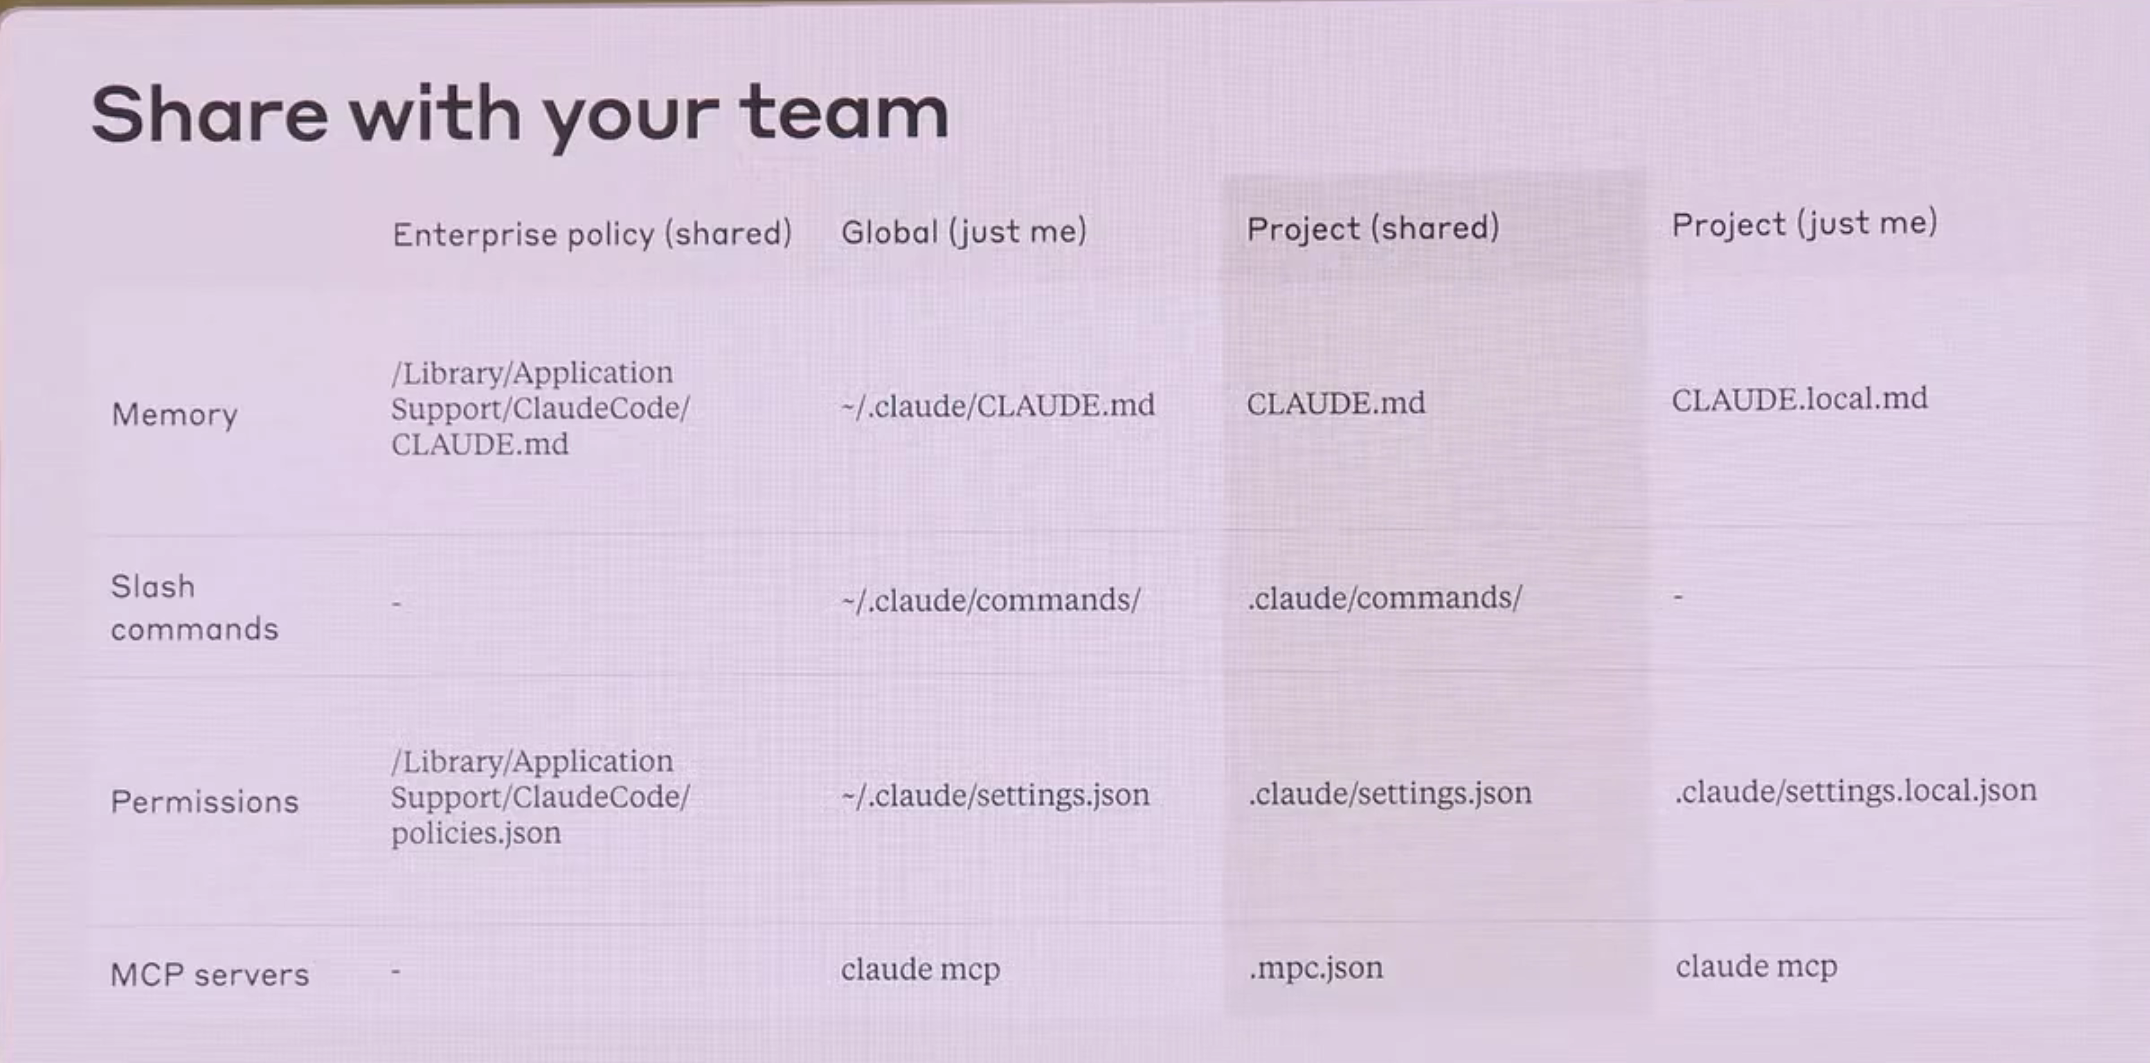 Share with your team
Enterprise policy (shared) Global (just me) Project (shared) Project (just me)
Memory
/Library/Application
Support/ClaudeCode/
CLAUDE.md
~/.claude/CLAUDE.md
CLAUDE.md
CLAUDE.local.md
Slash
commands
-
~/.claude/commands/
.claude/commands/
-
Permissions
/Library/Application
Support/ClaudeCode/
policies.json
~/.claude/settings.json
.claude/settings.json
.claude/settings.local.json
MCP servers
-
claude mcp
.mpc.json
claude mcp